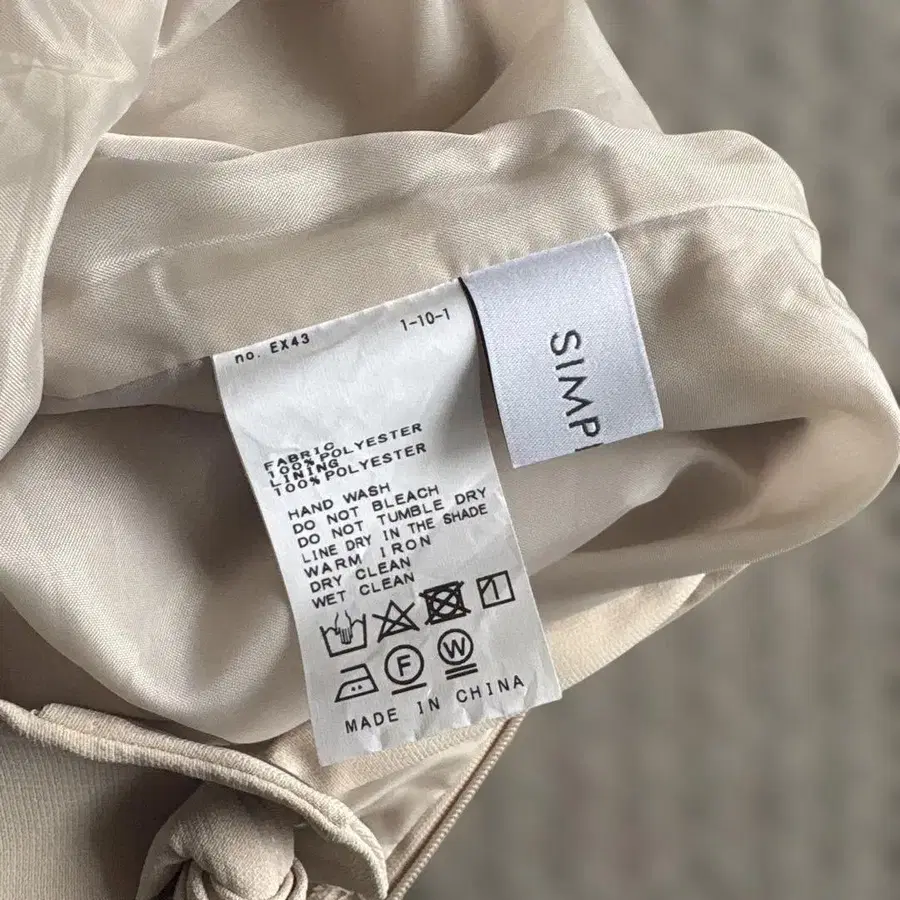 no. EX43 1-10-1
FABRIC
100%POLYESTER
LINING
100%POLYESTER
HAND WASH
DO NOT BLEACH
DO NOT TUMBLE DRY
LINE DRY IN THE SHADE
WARM IRON
DRY CLEAN
WET CLEAN
F W
MADE IN CHINA
SIMP